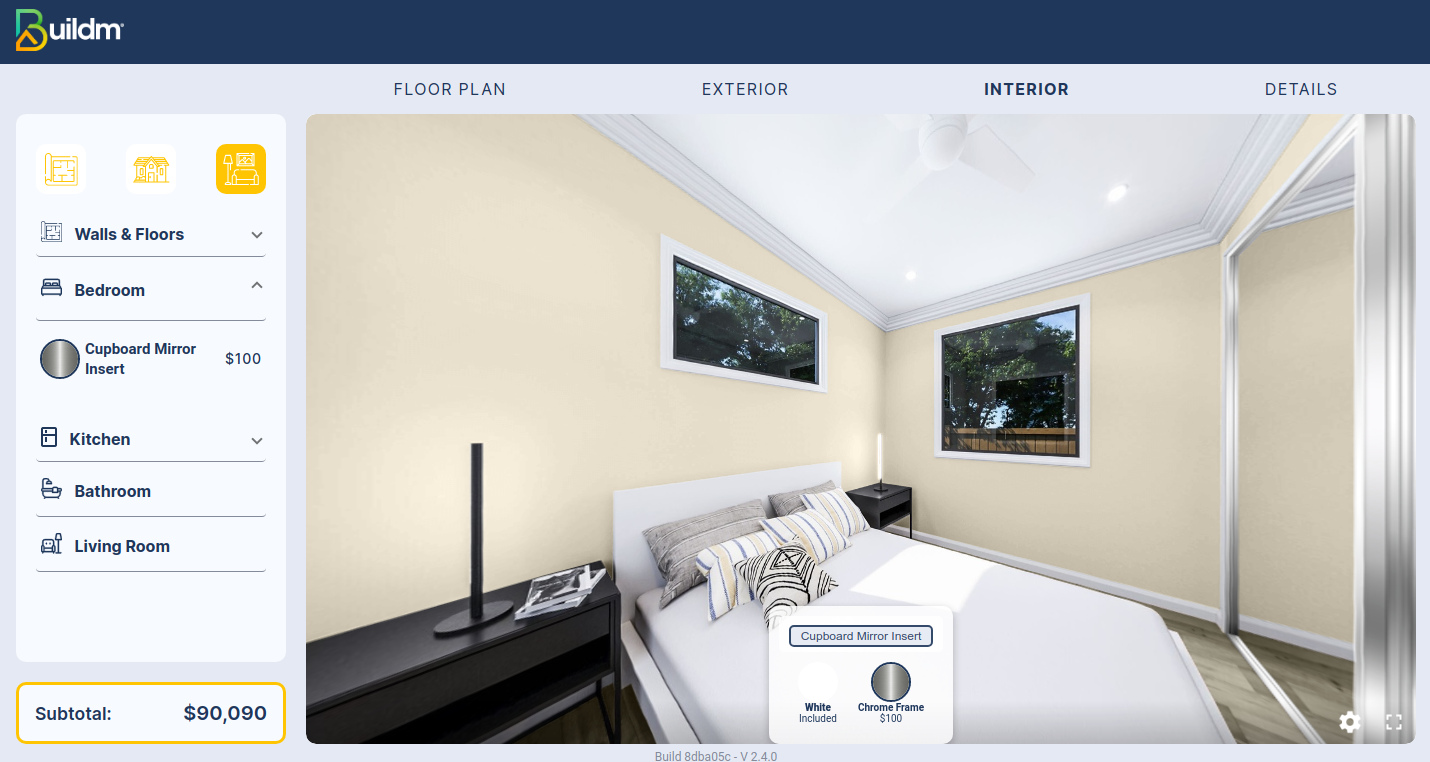 Buildm
FLOOR PLAN
EXTERIOR
INTERIOR
DETAILS
Walls & Floors
Bedroom
Cupboard Mirror
Insert
$100
Kitchen
Bathroom
Living Room
Subtotal:
$90,090
Cupboard Mirror Insert
White
Included
Chrome Frame
$100
Build 8dba05c - V 2.4.0